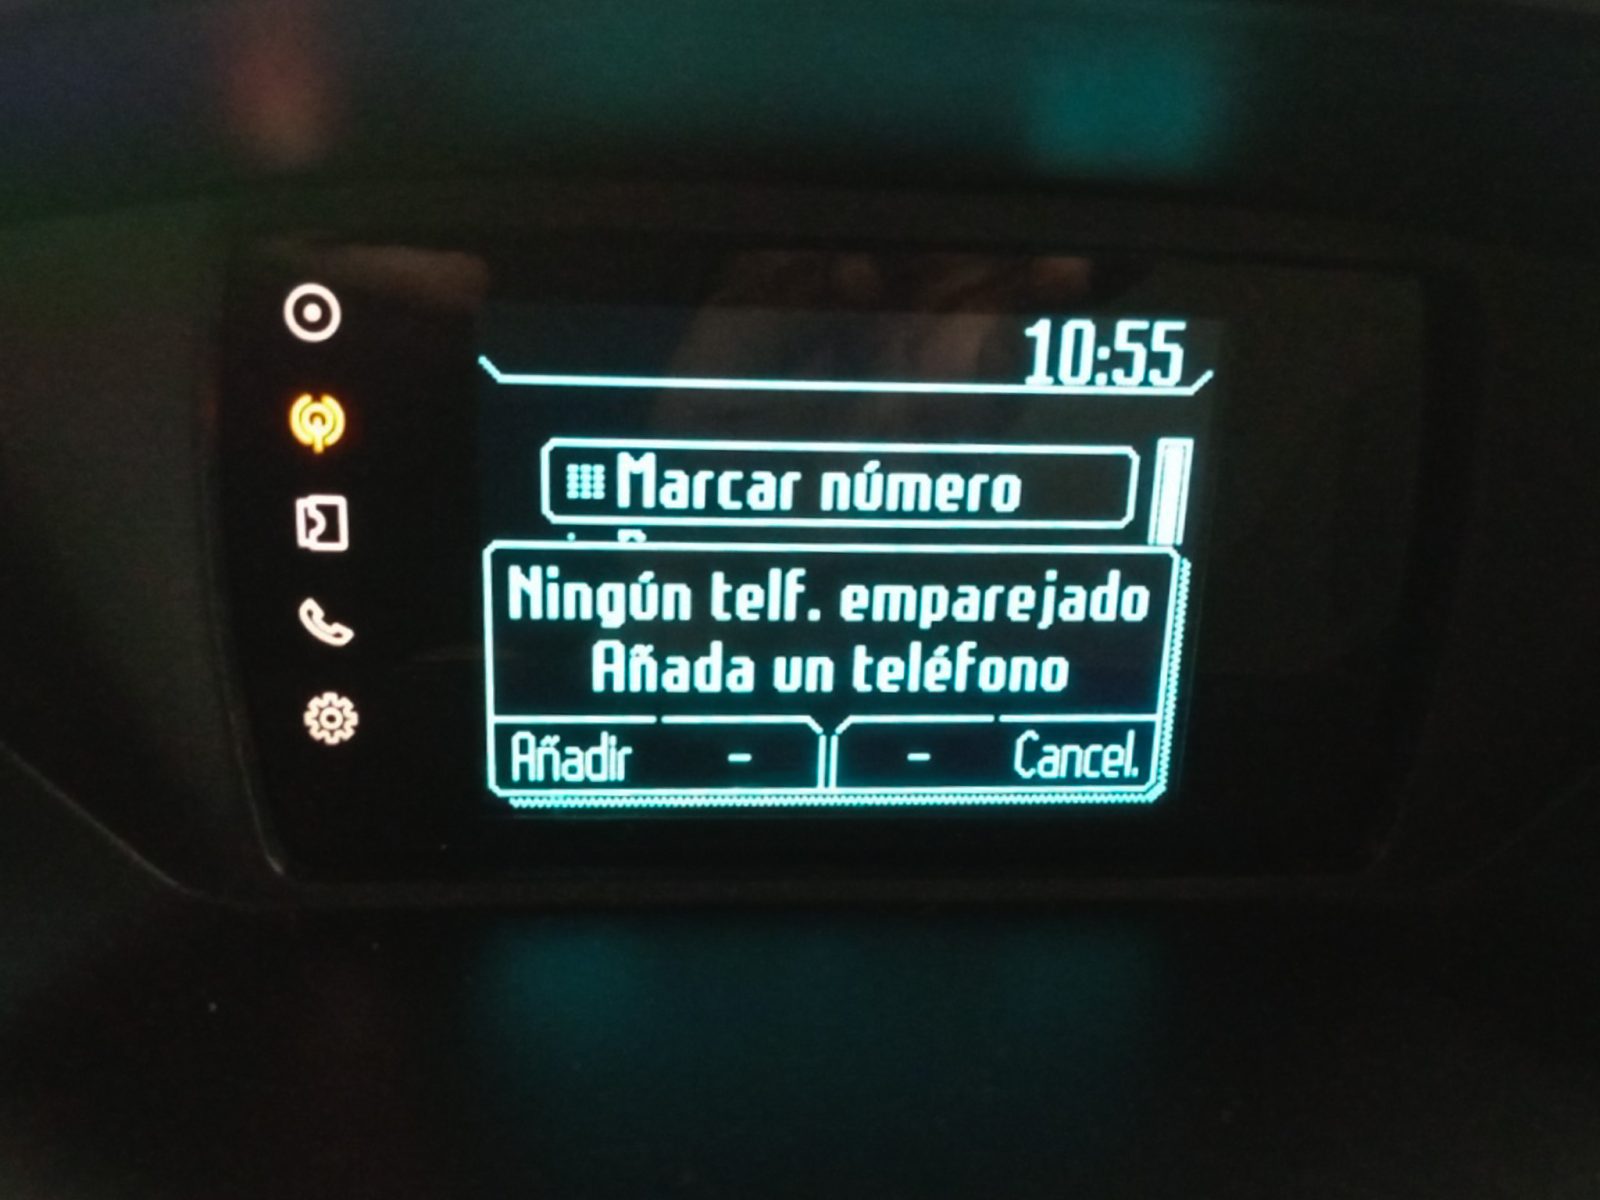 10:55
Marcar número
Ningún telf. emparejado
Añada un teléfono
Añadir - - Cancel.